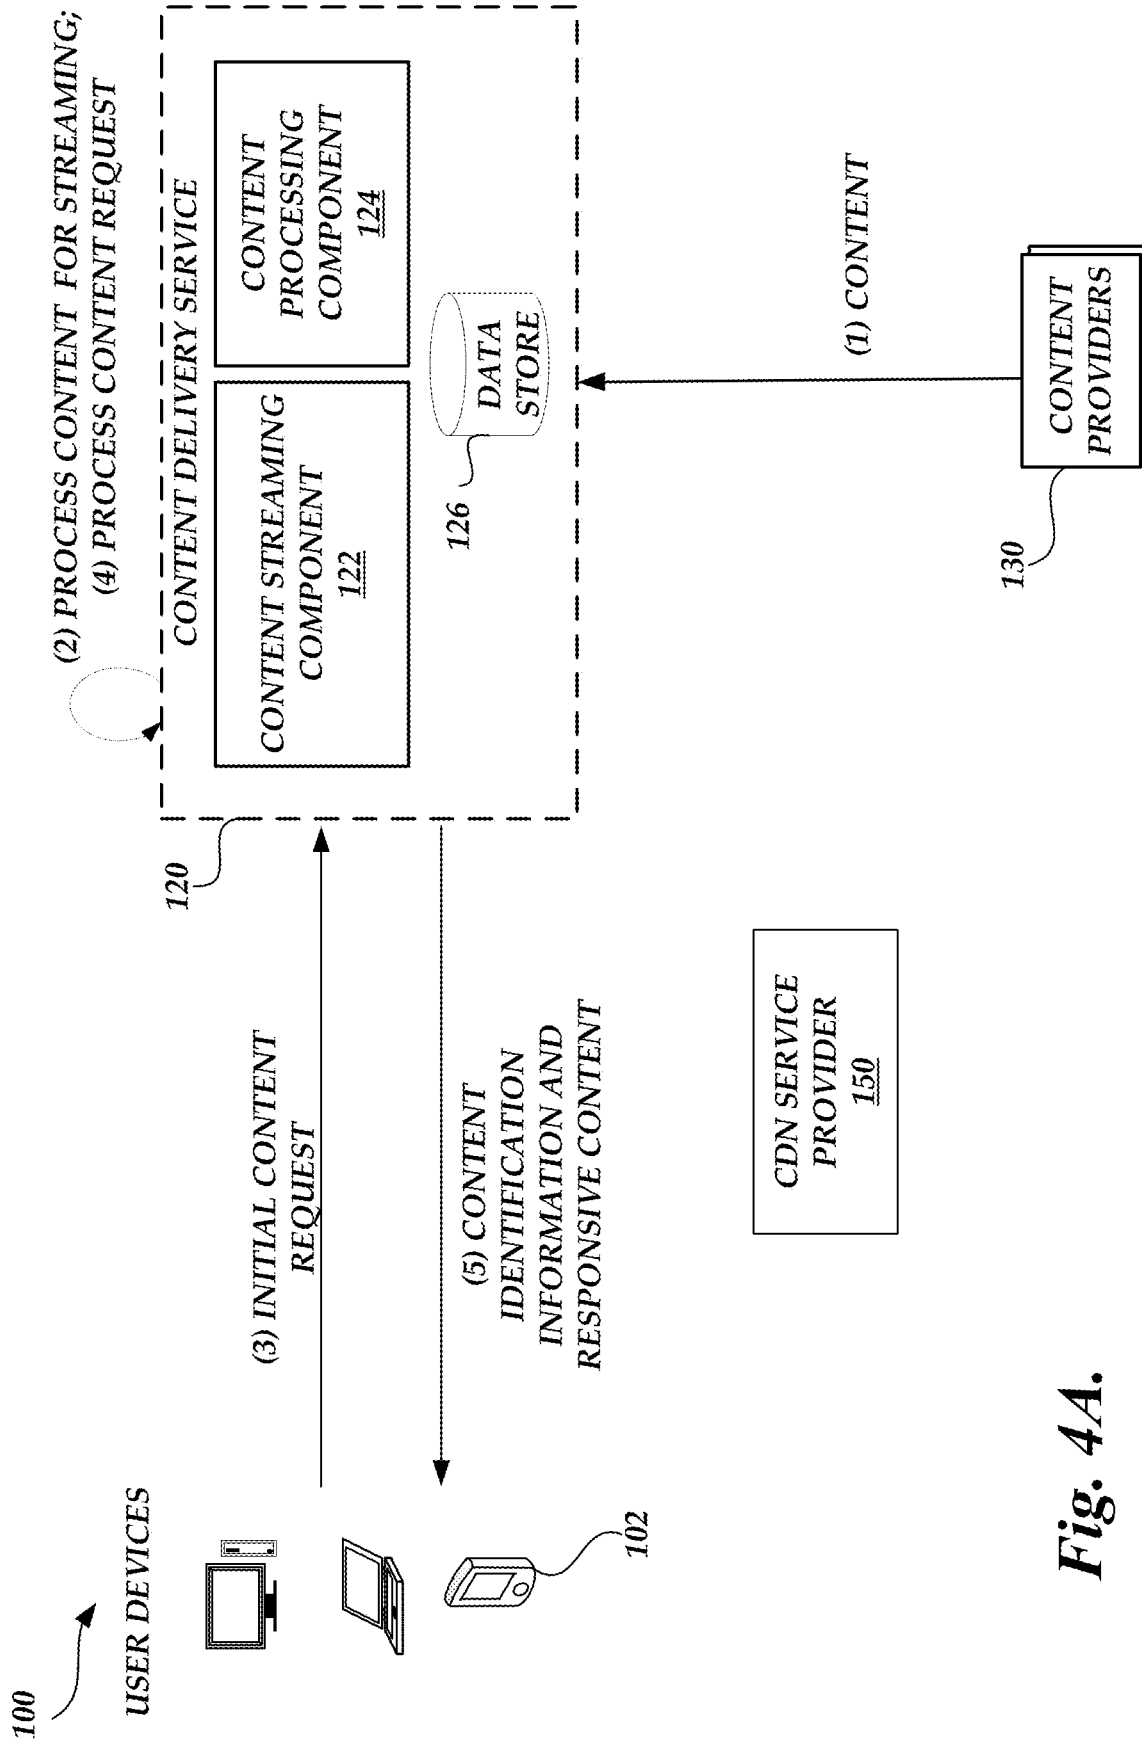 100
USER DEVICES
102
(3) INITIAL CONTENT
REQUEST
(5) CONTENT
IDENTIFICATION
INFORMATION AND
RESPONSIVE CONTENT
(2) PROCESS CONTENT FOR STREAMING;
(4) PROCESS CONTENT REQUEST
120
CONTENT DELIVERY SERVICE
CONTENT STREAMING
COMPONENT
122
CONTENT
PROCESSING
COMPONENT
124
DATA
STORE
126
(1) CONTENT
CDN SERVICE
PROVIDER
150
CONTENT
PROVIDERS
130
Fig. 4A.